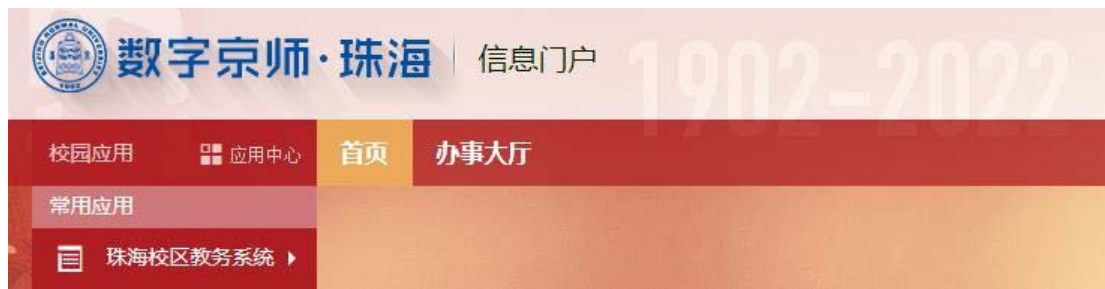 数字京师·珠海 信息门户
1902-2022
校园应用 应用中心 首页 办事大厅
常用应用
珠海校区教务系统